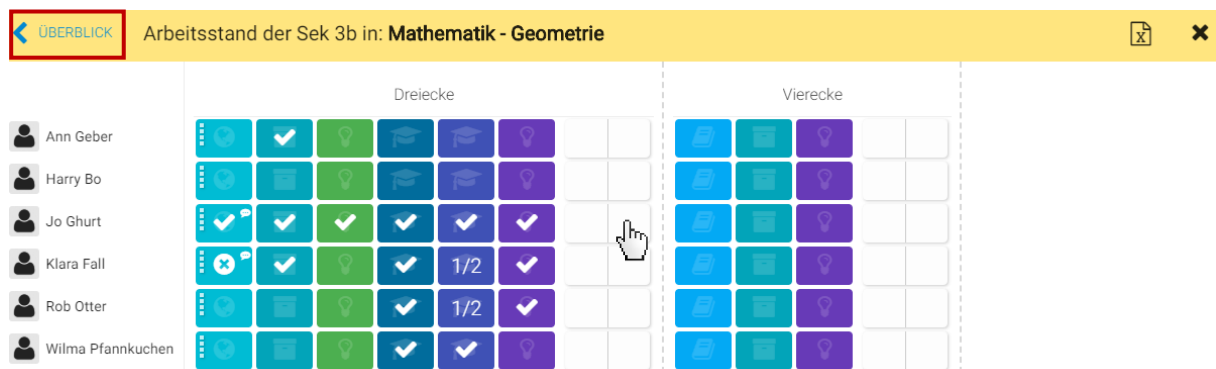 ÜBERBLICK Arbeitsstand der Sek 3b in: Mathematik - Geometrie X
Dreiecke Vierecke
Ann Geber
Harry Bo
Jo Ghurt
Klara Fall 1/2
Rob Otter 1/2
Wilma Pfannkuchen